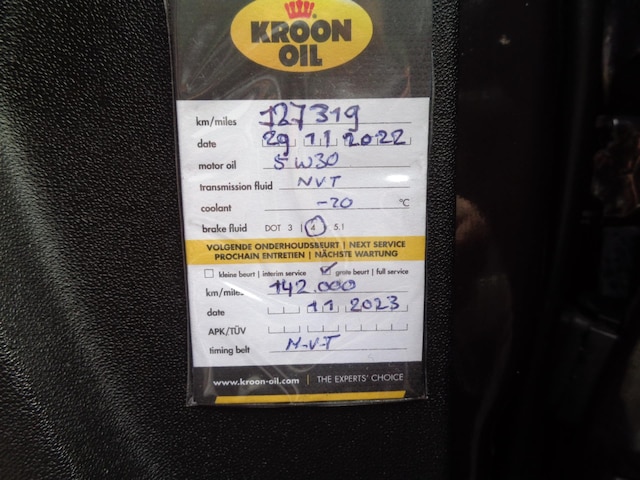 KROON
OIL
km/miles 127319
date 29 11 2022
motor oil 5W30
transmission fluid NVT
coolant -20 °C
brake fluid DOT 3 | 4 | 5.1
VOLGENDE ONDERHOUDSBEURT | NEXT SERVICE
PROCHAIN ENTRETIEN | NÄCHSTE WARTUNG
kleine beurt | interim service grote beurt | full service
km/miles 142.000
date 11 2023
APK/TÜV
timing belt N.V.T
www.kroon-oil.com | THE EXPERTS' CHOICE